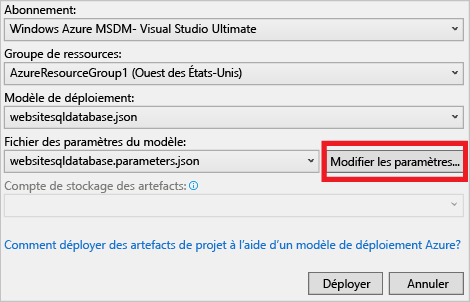 Abonnement:
Windows Azure MSDM- Visual Studio Ultimate
Groupe de ressources:
AzureResourceGroup1 (Ouest des États-Unis)
Modèle de déploiement:
websitesqldatabase.json
Fichier des paramètres du modèle:
websitesqldatabase.parameters.json
Modifier les paramètres...
Compte de stockage des artefacts:
Comment déployer des artefacts de projet à l'aide d'un modèle de déploiement Azure?
Déployer
Annuler